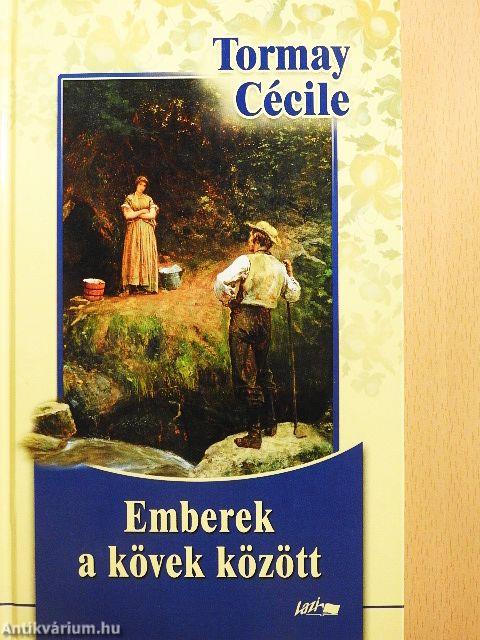 Tormay
Cécile
Emberek
a kövek között
Lazi
Antikvárium.hu